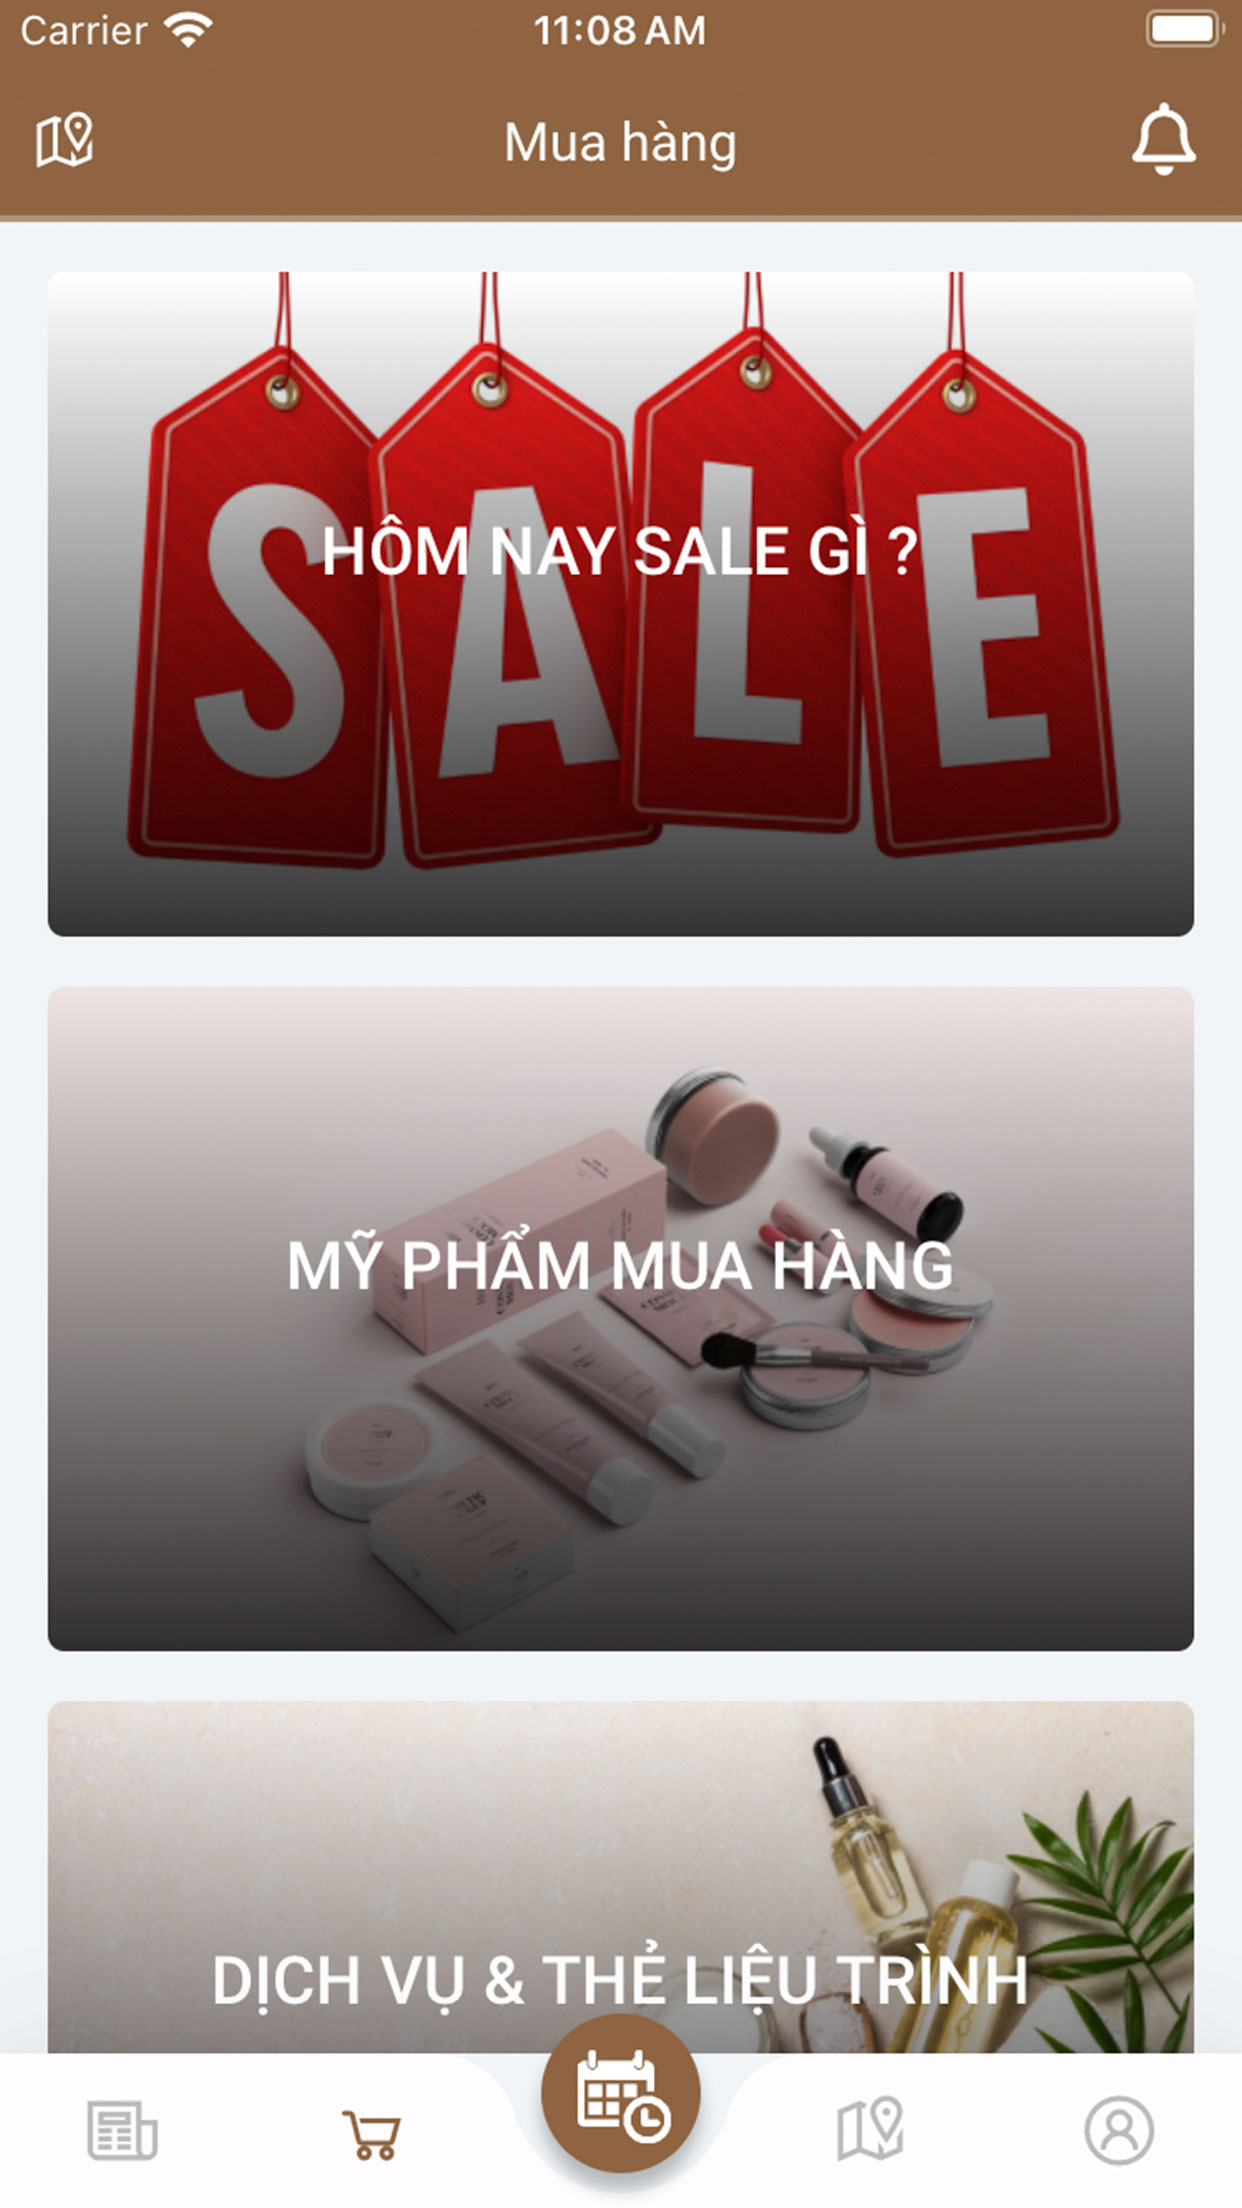 Carrier
11:08 AM
Mua hàng
SALE
HÔM NAY SALE GÌ ?
MỸ PHẨM MUA HÀNG
DỊCH VỤ & THẺ LIỆU TRÌNH